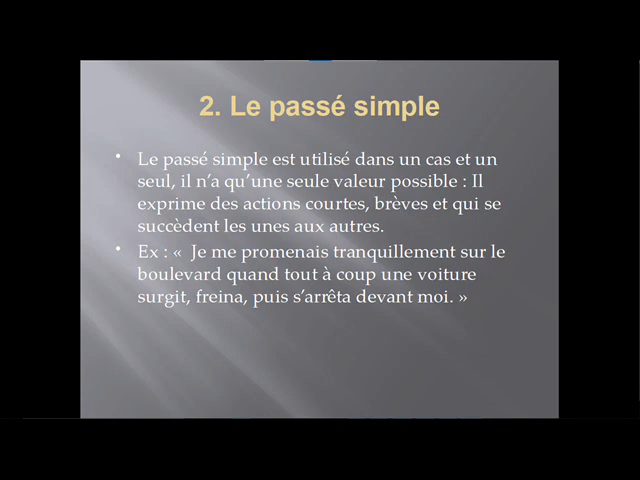 2. Le passé simple
• Le passé simple est utilisé dans un cas et un
seul, il n’a qu’une seule valeur possible : Il
exprime des actions courtes, brèves et qui se
succèdent les unes aux autres.
• Ex : «  Je me promenais tranquillement sur le
boulevard quand tout à coup une voiture
surgit, freina, puis s’arrêta devant moi. »